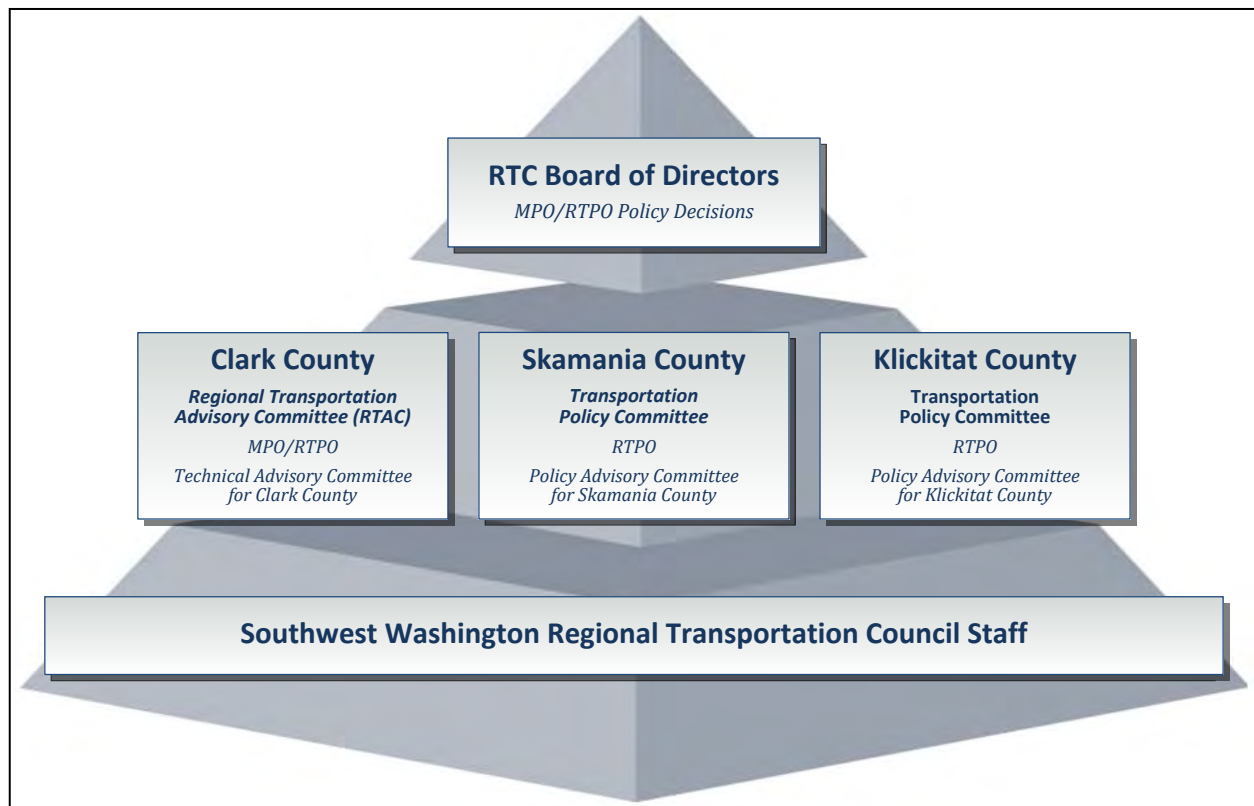 RTC Board of Directors
MPO/RTPO Policy Decisions
Clark County
Regional Transportation
Advisory Committee (RTAC)
MPO/RTPO
Technical Advisory Committee
for Clark County
Skamania County
Transportation
Policy Committee
RTPO
Policy Advisory Committee
for Skamania County
Klickitat County
Transportation
Policy Committee
RTPO
Policy Advisory Committee
for Klickitat County
Southwest Washington Regional Transportation Council Staff